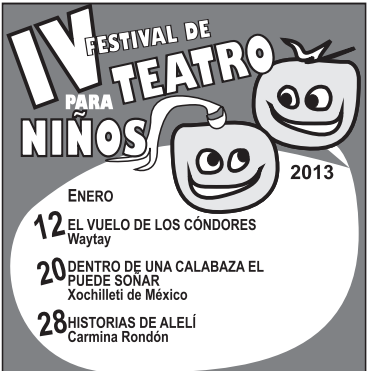 IV FESTIVAL DE
TEATRO
PARA
NIÑOS
2013
ENERO
12 EL VUELO DE LOS CÓNDORES
Waytay
20 DENTRO DE UNA CALABAZA EL
PUEDE SOÑAR
Xochilleti de México
28 HISTORIAS DE ALELÍ
Carmina Rondón